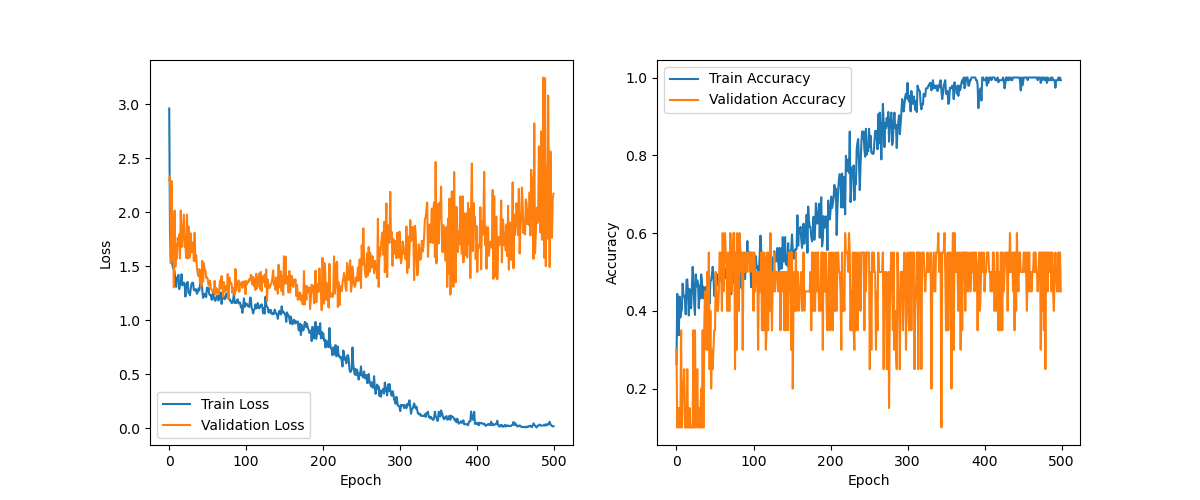 3.0
2.5
2.0
1.5
1.0
0.5
0.0
Loss
Train Loss
Validation Loss
0 100 200 300 400 500
Epoch
1.0
0.8
0.6
0.4
0.2
Accuracy
Train Accuracy
Validation Accuracy
0 100 200 300 400 500
Epoch